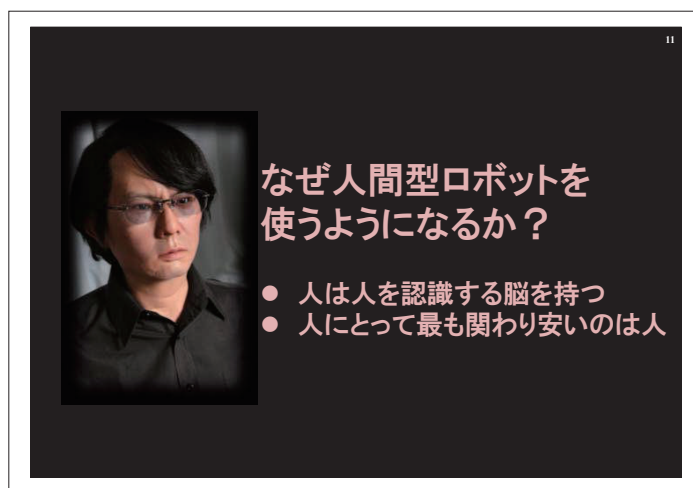 11
なぜ人間型ロボットを
使うようになるか？
● 人は人を認識する脳を持つ
● 人にとって最も関わり安いのは人